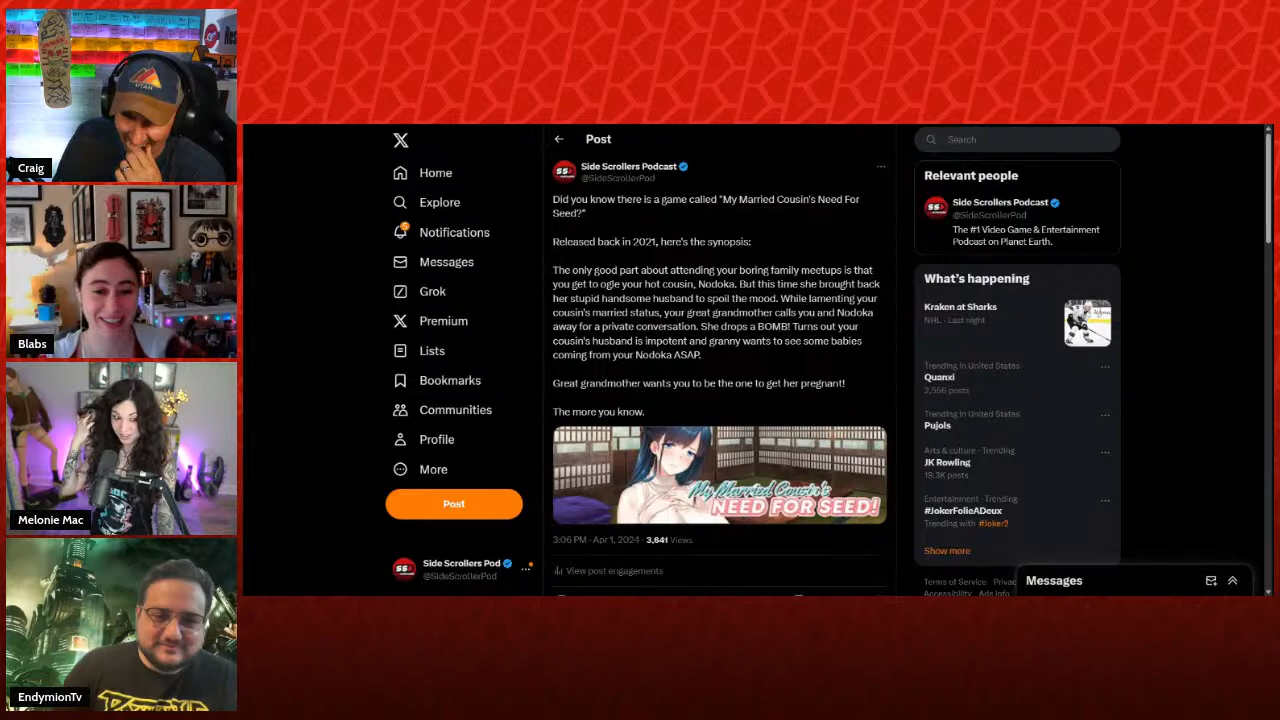 UTAH
Craig
Blabs
Melonie Mac
EndymionTv
Home
Explore
Notifications
Messages
Grok
Premium
Lists
Bookmarks
Communities
Profile
More
Post
Side Scrollers Pod
@SideScrollerPod
Post
Side Scrollers Podcast
@SideScrollerPod
Did you know there is a game called "My Married Cousin's Need For
Seed?"
Released back in 2021, here's the synopsis:
The only good part about attending your boring family meetups is that
you get to ogle your hot cousin, Nodoka. But this time she brought back
her stupid handsome husband to spoil the mood. While lamenting your
cousin's married status, your great grandmother calls you and Nodoka
away for a private conversation. She drops a BOMB! Turns out your
cousin's husband is impotent and granny wants to see some babies
coming from your Nodoka ASAP.
Great grandmother wants you to be the one to get her pregnant!
The more you know.
My Married Cousin's
NEED FOR SEED!
3:06 PM · Apr 1, 2024 · 3,641 Views
View post engagements
Search
Relevant people
Side Scrollers Podcast
@SideScrollerPod
The #1 Video Game & Entertainment
Podcast on Planet Earth.
What's happening
Kraken at Sharks
NHL · Last night
Trending in United States
Quanxi
2,556 posts
Trending in United States
Pujols
Arts & culture · Trending
JK Rowling
19.3K posts
Entertainment · Trending
#JokerFolieADeux
Trending with #Joker2
Show more
Terms of Service Privac
Accessibility Ads info
Messages